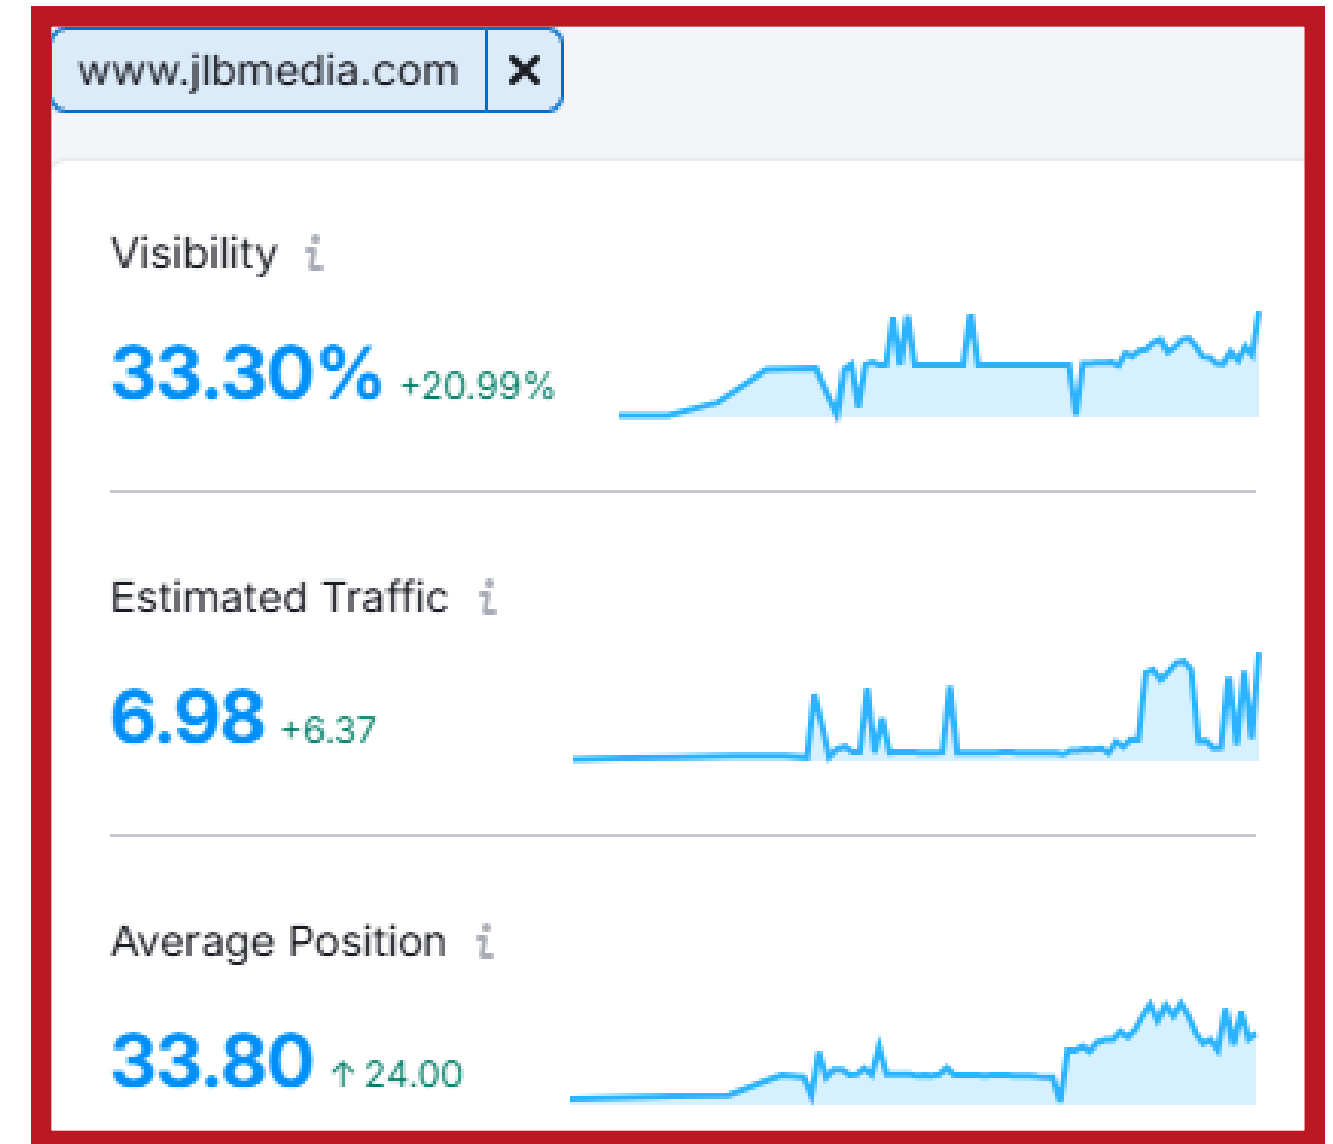 www.jlbmedia.com
Visibility
33.30% +20.99%
Estimated Traffic
6.98 +6.37
Average Position
33.80 ↑ 24.00